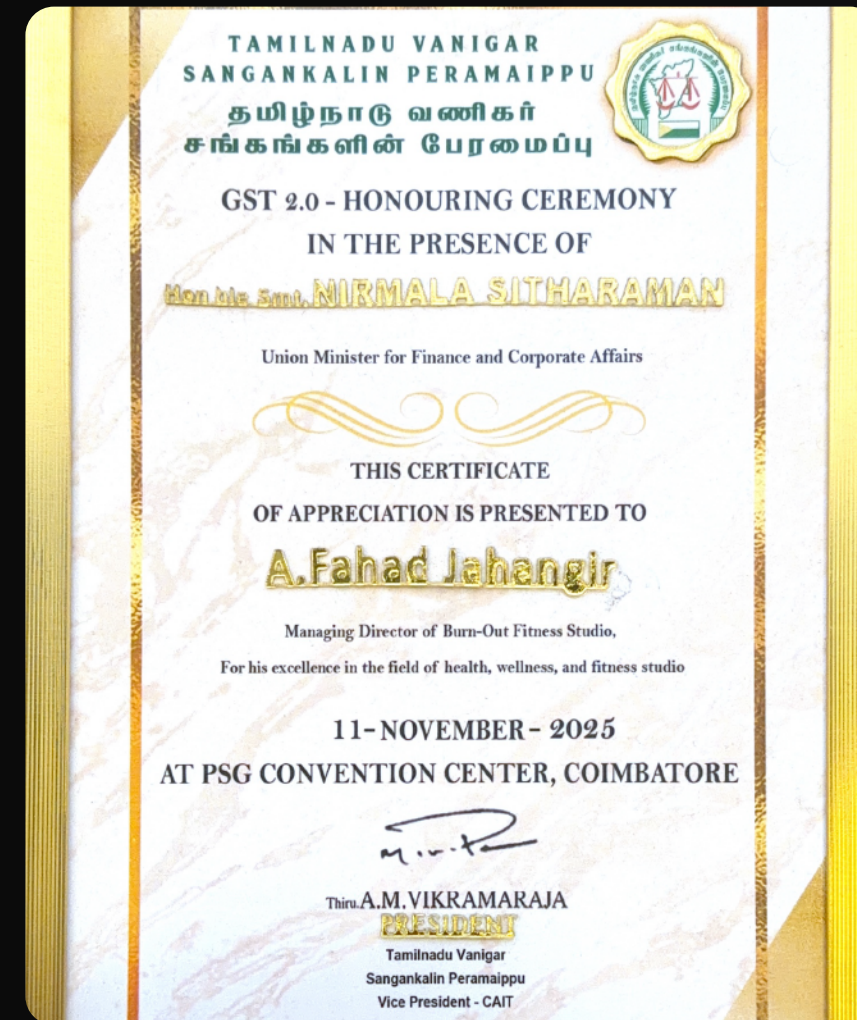 TAMILNADU VANIGAR
SANGANKALIN PERAMAIPPU
தமிழ்நாடு வணிகர்
சங்கங்களின் பேரமைப்பு
GST 2.0 - HONOURING CEREMONY
IN THE PRESENCE OF
Hon'ble Smt. NIRMALA SITHARAMAN
Union Minister for Finance and Corporate Affairs
THIS CERTIFICATE
OF APPRECIATION IS PRESENTED TO
A.Fahad Jahangir
Managing Director of Burn-Out Fitness Studio,
For his excellence in the field of health, wellness, and fitness studio
11-NOVEMBER- 2025
AT PSG CONVENTION CENTER, COIMBATORE
Thiru.A.M.VIKRAMARAJA
PRESIDENT
Tamilnadu Vanigar
Sangankalin Peramaippu
Vice President - CAIT